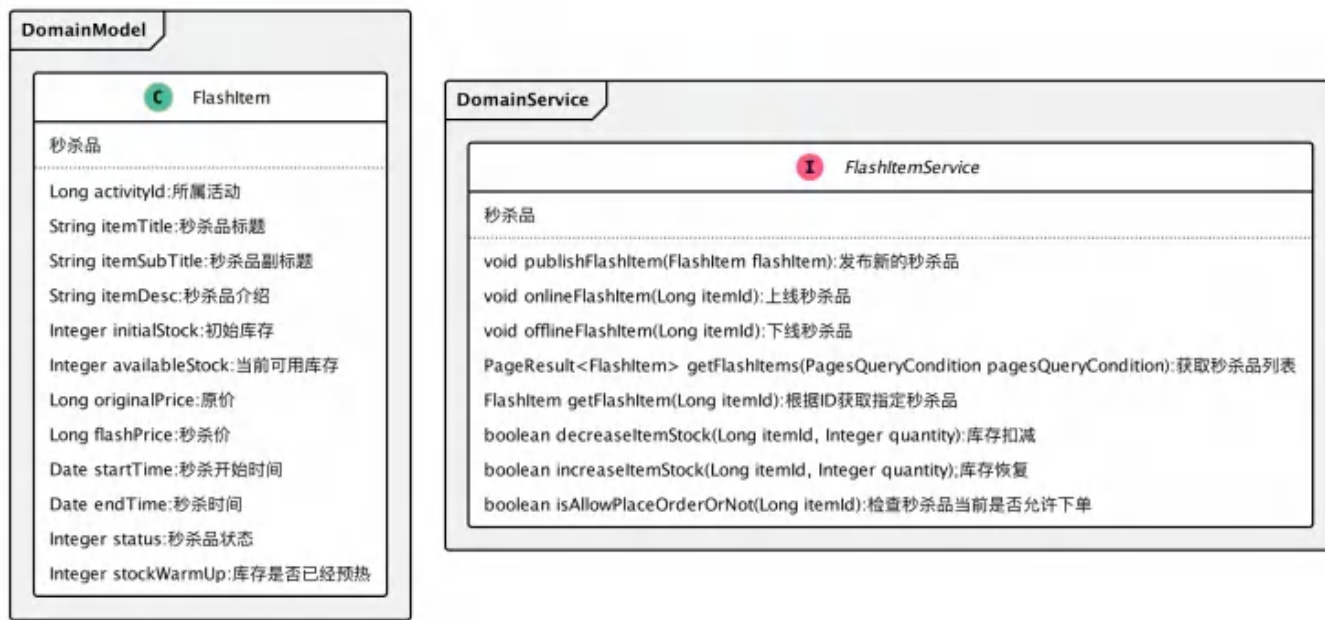 DomainModel
C FlashItem
秒杀品
Long activityId:所属活动
String itemTitle:秒杀品标题
String itemSubTitle:秒杀品副标题
String itemDesc:秒杀品介绍
Integer initialStock:初始库存
Integer availableStock:当前可用库存
Long originalPrice:原价
Long flashPrice:秒杀价
Date startTime:秒杀开始时间
Date endTime:秒杀时间
Integer status:秒杀品状态
Integer stockWarmUp:库存是否已经预热
DomainService
I FlashItemService
秒杀品
void publishFlashItem(FlashItem flashItem):发布新的秒杀品
void onlineFlashItem(Long itemId):上线秒杀品
void offlineFlashItem(Long itemId):下线秒杀品
PageResult<FlashItem> getFlashItems(PagesQueryCondition pagesQueryCondition):获取秒杀品列表
FlashItem getFlashItem(Long itemId):根据ID获取指定秒杀品
boolean decreaseItemStock(Long itemId, Integer quantity):库存扣减
boolean increaseItemStock(Long itemId, Integer quantity);库存恢复
boolean isAllowPlaceOrderOrNot(Long itemId):检查秒杀品当前是否允许下单